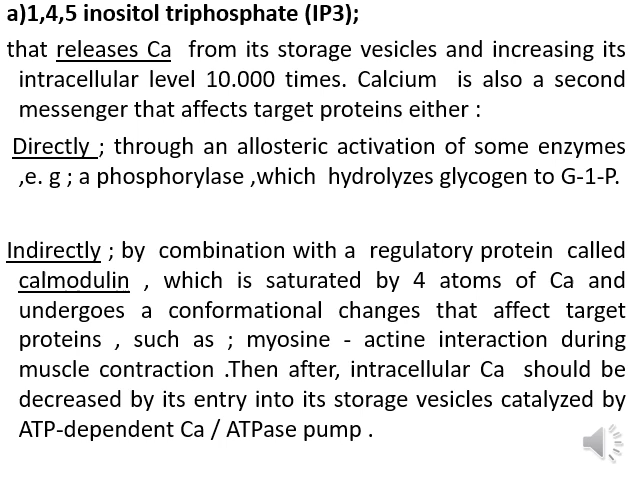 a)1,4,5 inositol triphosphate (IP3);
that releases Ca from its storage vesicles and increasing its
intracellular level 10.000 times. Calcium is also a second
messenger that affects target proteins either :
Directly ; through an allosteric activation of some enzymes
,e. g ; a phosphorylase ,which hydrolyzes glycogen to G-1-P.
Indirectly ; by combination with a regulatory protein called
calmodulin , which is saturated by 4 atoms of Ca and
undergoes a conformational changes that affect target
proteins , such as ; myosine - actine interaction during
muscle contraction .Then after, intracellular Ca should be
decreased by its entry into its storage vesicles catalyzed by
ATP-dependent Ca / ATPase pump .